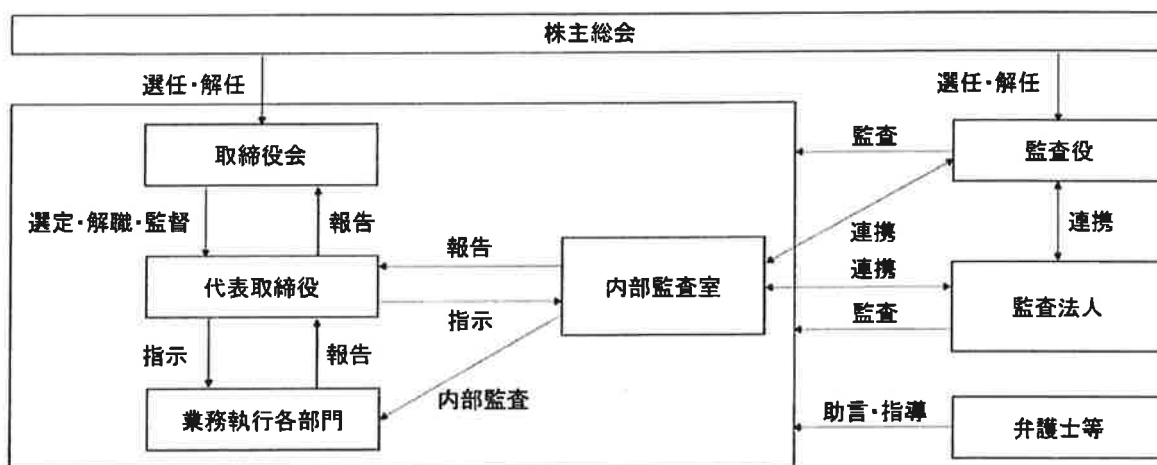 株主総会
選任・解任
選任・解任
取締役会
監査
監査役
選定・解職・監督
報告
連携
連携
報告
代表取締役
内部監査室
連携
監査法人
指示
監査
指示
報告
内部監査
業務執行各部門
助言・指導
弁護士等